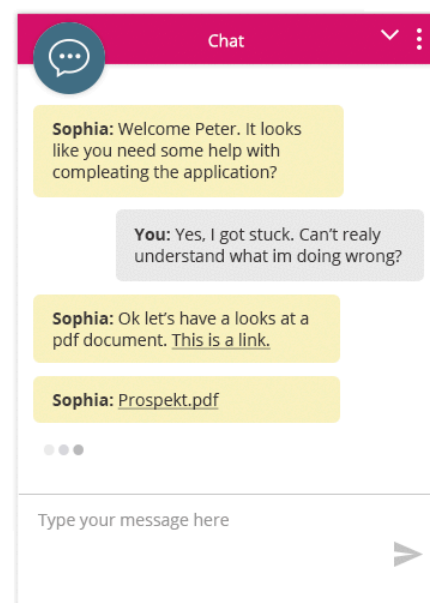 Chat
Sophia: Welcome Peter. It looks
like you need some help with
compleating the application?
You: Yes, I got stuck. Can't realy
understand what im doing wrong?
Sophia: Ok let's have a looks at a
pdf document. This is a link.
Sophia: Prospekt.pdf
Type your message here